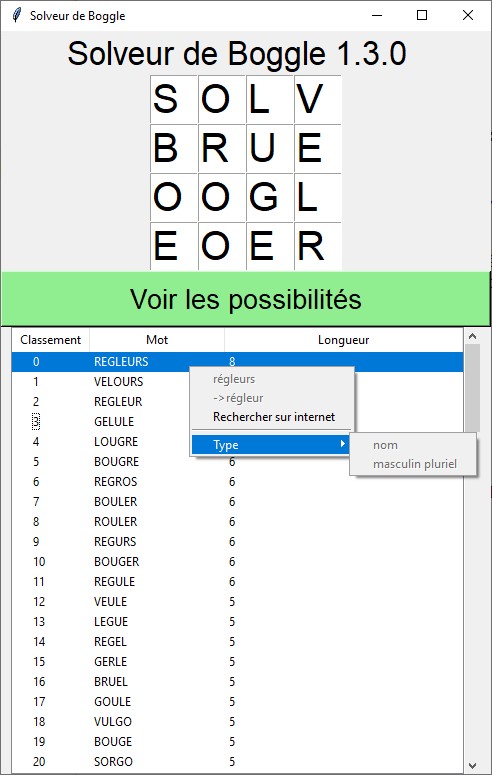 Solveur de Boggle
Solveur de Boggle 1.3.0
S O L V
B R U E
O O G L
E O E R
Voir les possibilités
Classement Mot Longueur
0 REGLEURS 8
1 VELOURS
régleurs
2 REGLEUR
->régleur
3 GELULE
Rechercher sur internet
4 LOUGRE
Type
nom
5 BOUGRE 6
masculin pluriel
6 REGROS 6
7 BOULER 6
8 ROULER 6
9 REGURS 6
10 BOUGER 6
11 REGULE 6
12 VEULE 5
13 LEGUE 5
14 REGEL 5
15 GERLE 5
16 BRUEL 5
17 GOULE 5
18 VULGO 5
19 BOUGE 5
20 SORGO 5